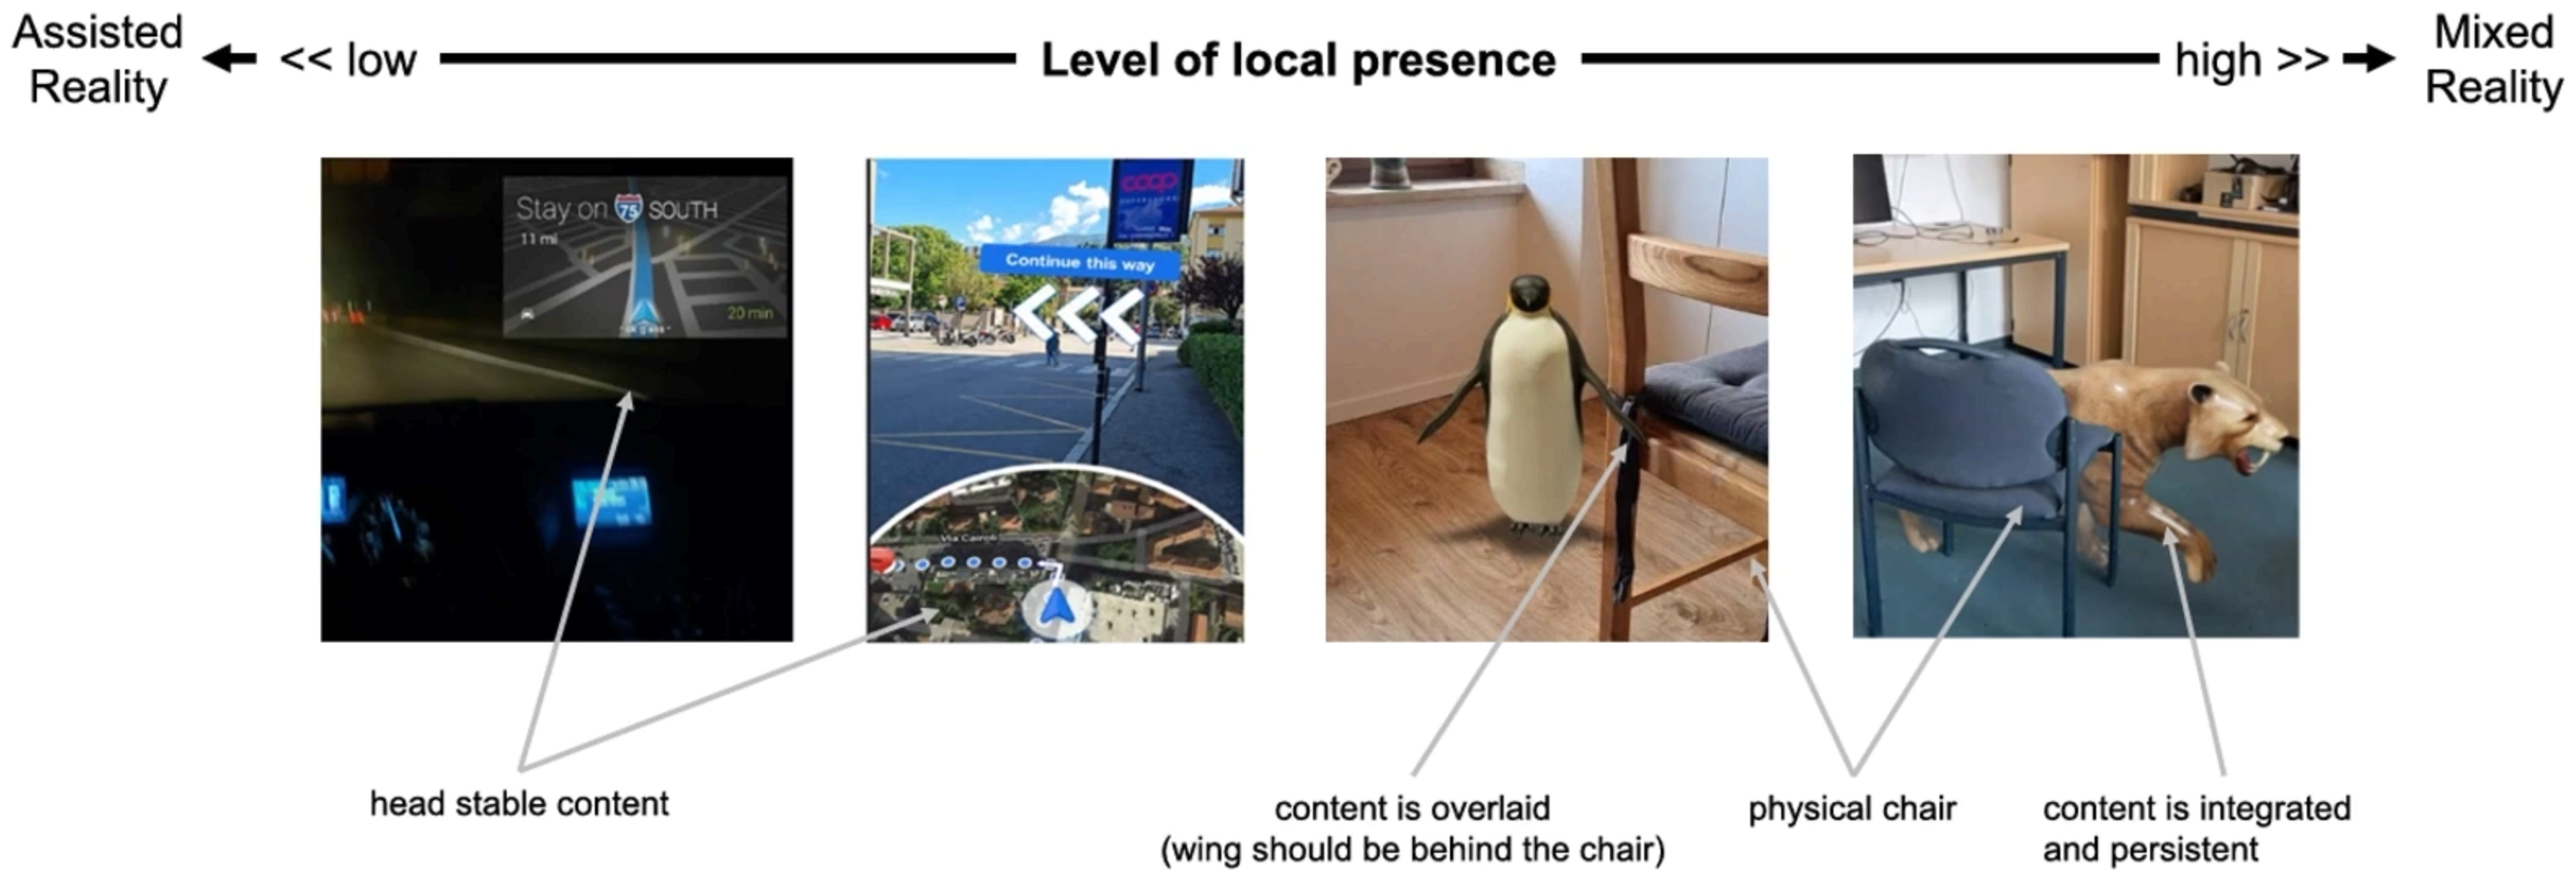 Assisted
Reality
<< low
Level of local presence
high >>
Mixed
Reality
Stay on 75 SOUTH
11 mi
20 min
coop
Continue this way
head stable content
content is overlaid
(wing should be behind the chair)
physical chair
content is integrated
and persistent